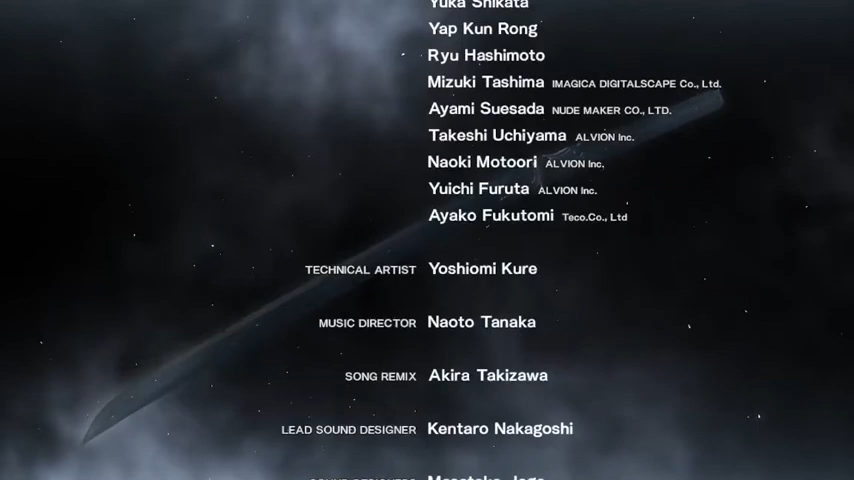 Yuka Shikata
Yap Kun Rong
Ryu Hashimoto
Mizuki Tashima IMAGICA DIGITALSCAPE Co., Ltd.
Ayami Suesada NUDE MAKER CO., LTD.
Takeshi Uchiyama ALVION Inc.
Naoki Motoori ALVION Inc.
Yuichi Furuta ALVION Inc.
Ayako Fukutomi Teco.Co., Ltd
TECHNICAL ARTIST Yoshiomi Kure
MUSIC DIRECTOR Naoto Tanaka
SONG REMIX Akira Takizawa
LEAD SOUND DESIGNER Kentaro Nakagoshi